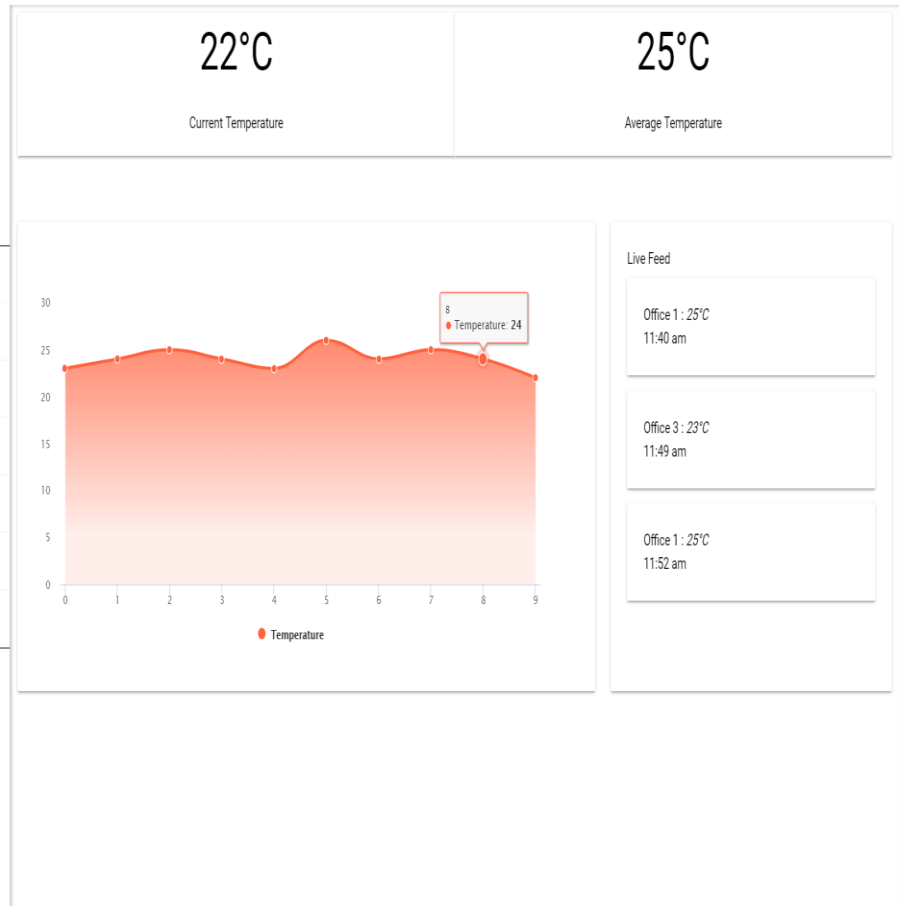 22°C
Current Temperature
25°C
Average Temperature
30
25
20
15
10
5
0
0 1 2 3 4 5 6 7 8 9
8
Temperature: 24
Temperature
Live Feed
Office 1 : 25°C
11:40 am
Office 3 : 23°C
11:49 am
Office 1 : 25°C
11:52 am